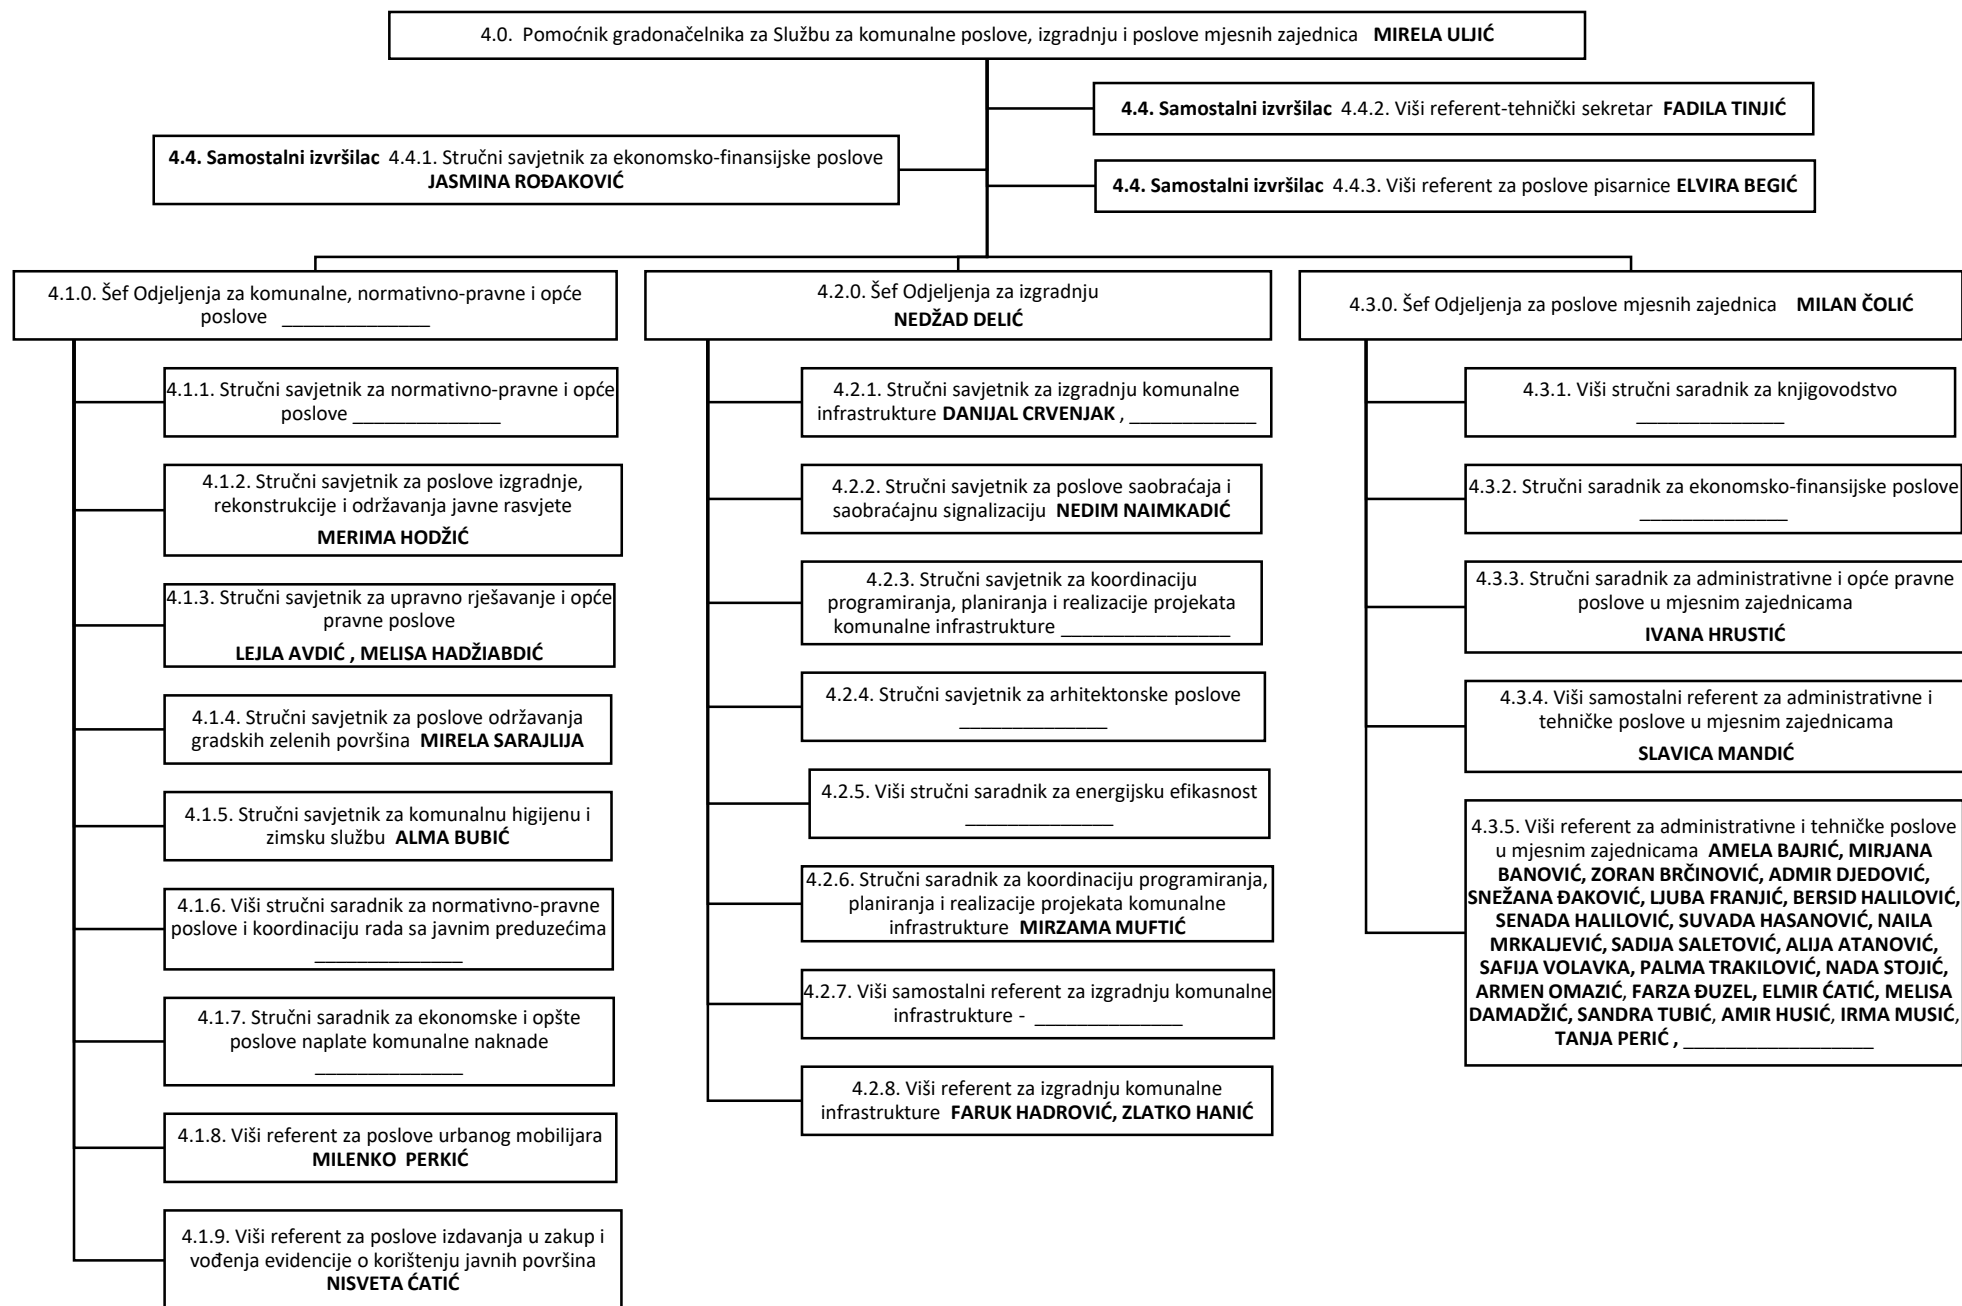 4.0. Pomoćnik gradonačelnika za Službu za komunalne poslove, izgradnju i poslove mjesnih zajednica MIRELA ULJIĆ
4.4. Samostalni izvršilac 4.4.2. Viši referent-tehnički sekretar FADILA TINJIĆ
4.4. Samostalni izvršilac 4.4.1. Stručni savjetnik za ekonomsko-finansijske poslove
JASMINA ROĐAKOVIĆ
4.4. Samostalni izvršilac 4.4.3. Viši referent za poslove pisarnice ELVIRA BEGIĆ
4.1.0. Šef Odjeljenja za komunalne, normativno-pravne i opće
poslove ______________
4.1.1. Stručni savjetnik za normativno-pravne i opće
poslove ______________
4.1.2. Stručni savjetnik za poslove izgradnje,
rekonstrukcije i održavanja javne rasvjete
MERIMA HODŽIĆ
4.1.3. Stručni savjetnik za upravno rješavanje i opće
pravne poslove
LEJLA AVDIĆ , MELISA HADŽIABDIĆ
4.1.4. Stručni savjetnik za poslove održavanja
gradskih zelenih površina MIRELA SARAJLIJA
4.1.5. Stručni savjetnik za komunalnu higijenu i
zimsku službu ALMA BUBIĆ
4.1.6. Viši stručni saradnik za normativno-pravne
poslove i koordinaciju rada sa javnim preduzećima
______________
4.1.7. Stručni saradnik za ekonomske i opšte
poslove naplate komunalne naknade
______________
4.1.8. Viši referent za poslove urbanog mobilijara
MILENKO PERKIĆ
4.1.9. Viši referent za poslove izdavanja u zakup i
vođenja evidencije o korištenju javnih površina
NISVETA ĆATIĆ
4.2.0. Šef Odjeljenja za izgradnju
NEDŽAD DELIĆ
4.2.1. Stručni savjetnik za izgradnju komunalne
infrastrukture DANIJAL CRVENJAK , ____________
4.2.2. Stručni savjetnik za poslove saobraćaja i
saobraćajnu signalizaciju NEDIM NAIMKADIĆ
4.2.3. Stručni savjetnik za koordinaciju
programiranja, planiranja i realizacije projekata
komunalne infrastrukture ________________
4.2.4. Stručni savjetnik za arhitektonske poslove
______________
4.2.5. Viši stručni saradnik za energijsku efikasnost
______________
4.2.6. Stručni saradnik za koordinaciju programiranja,
planiranja i realizacije projekata komunalne
infrastrukture MIRZAMA MUFTIĆ
4.2.7. Viši samostalni referent za izgradnju komunalne
infrastrukture - ______________
4.2.8. Viši referent za izgradnju komunalne
infrastrukture FARUK HADROVIĆ, ZLATKO HANIĆ
4.3.0. Šef Odjeljenja za poslove mjesnih zajednica MILAN ČOLIĆ
4.3.1. Viši stručni saradnik za knjigovodstvo
______________
4.3.2. Stručni saradnik za ekonomsko-finansijske poslove
______________
4.3.3. Stručni saradnik za administrativne i opće pravne
poslove u mjesnim zajednicama
IVANA HRUSTIĆ
4.3.4. Viši samostalni referent za administrativne i
tehničke poslove u mjesnim zajednicama
SLAVICA MANDIĆ
4.3.5. Viši referent za administrativne i tehničke poslove
u mjesnim zajednicama AMELA BAJRIĆ, MIRJANA
BANOVIĆ, ZORAN BRČINOVIĆ, ADMIR DJEDOVIĆ,
SNEŽANA ĐAKOVIĆ, LJUBA FRANJIĆ, BERSID HALILOVIĆ,
SENADA HALILOVIĆ, SUVADA HASANOVIĆ, NAILA
MRKALJEVIĆ, SADIJA SALETOVIĆ, ALIJA ATANOVIĆ,
SAFIJA VOLAVKA, PALMA TRAKILOVIĆ, NADA STOJIĆ,
ARMEN OMAZIĆ, FARZA ĐUZEL, ELMIR ĆATIĆ, MELISA
DAMADŽIĆ, SANDRA TUBIĆ, AMIR HUSIĆ, IRMA MUSIĆ,
TANJA PERIĆ , __________________